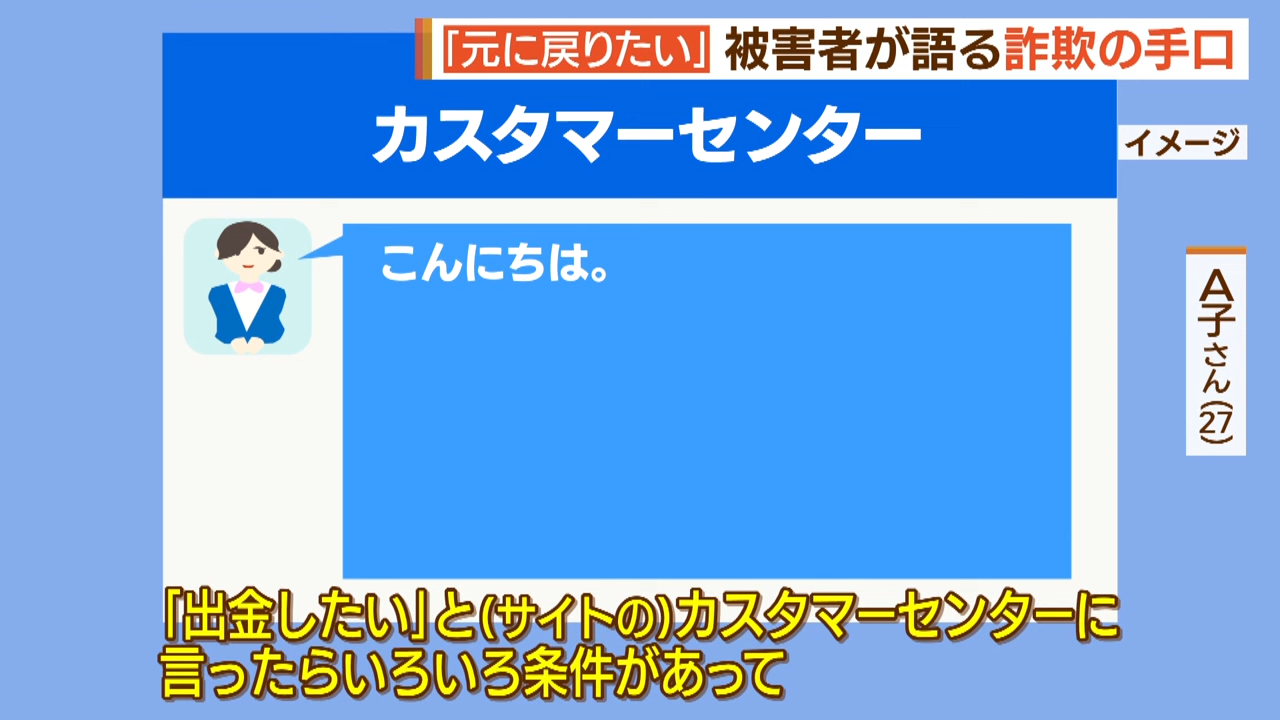 「元に戻りたい」被害者が語る詐欺の手口
カスタマーセンター
イメージ
こんにちは。
A子さん(27)
「出金したい」と(サイトの)カスタマーセンターに
言ったらいろいろ条件があって